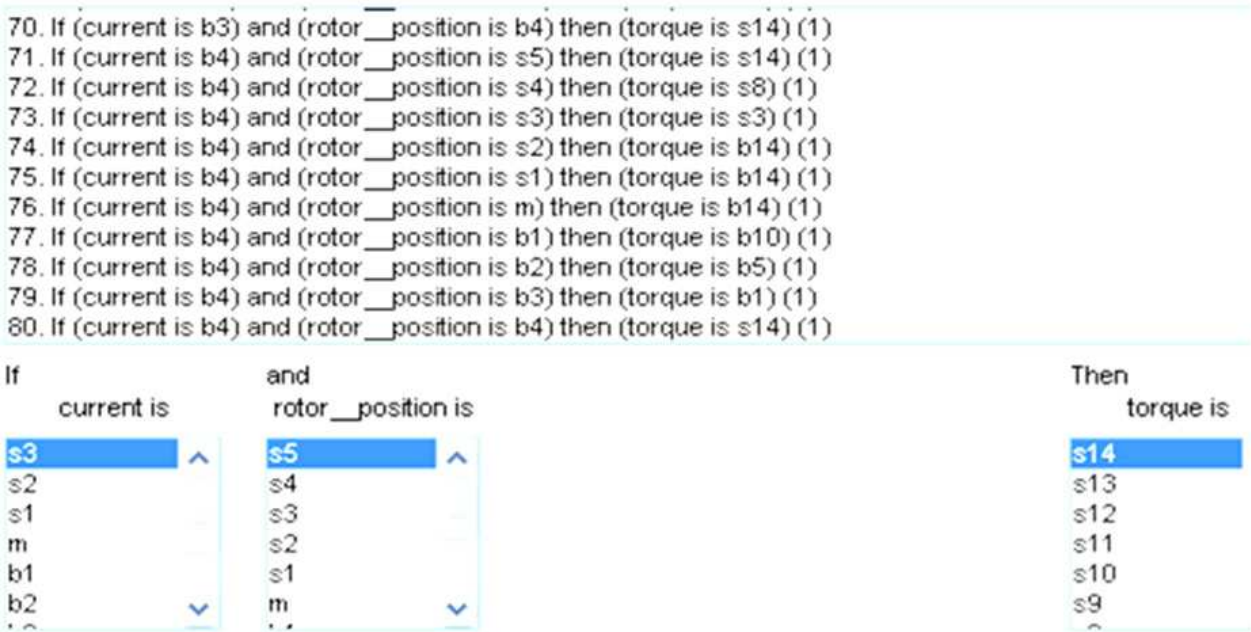 70. If (current is b3) and (rotor__position is b4) then (torque is s14) (1)
71. If (current is b4) and (rotor__position is s5) then (torque is s14) (1)
72. If (current is b4) and (rotor__position is s4) then (torque is s8) (1)
73. If (current is b4) and (rotor__position is s3) then (torque is s3) (1)
74. If (current is b4) and (rotor__position is s2) then (torque is b14) (1)
75. If (current is b4) and (rotor__position is s1) then (torque is b14) (1)
76. If (current is b4) and (rotor__position is m) then (torque is b14) (1)
77. If (current is b4) and (rotor__position is b1) then (torque is b10) (1)
78. If (current is b4) and (rotor__position is b2) then (torque is b5) (1)
79. If (current is b4) and (rotor__position is b3) then (torque is b1) (1)
80. If (current is b4) and (rotor__position is b4) then (torque is s14) (1)
If and Then
current is rotor__position is torque is
s3 s5 s14
s2 s4 s13
s1 s3 s12
m s2 s11
b1 s1 s10
b2 m s9